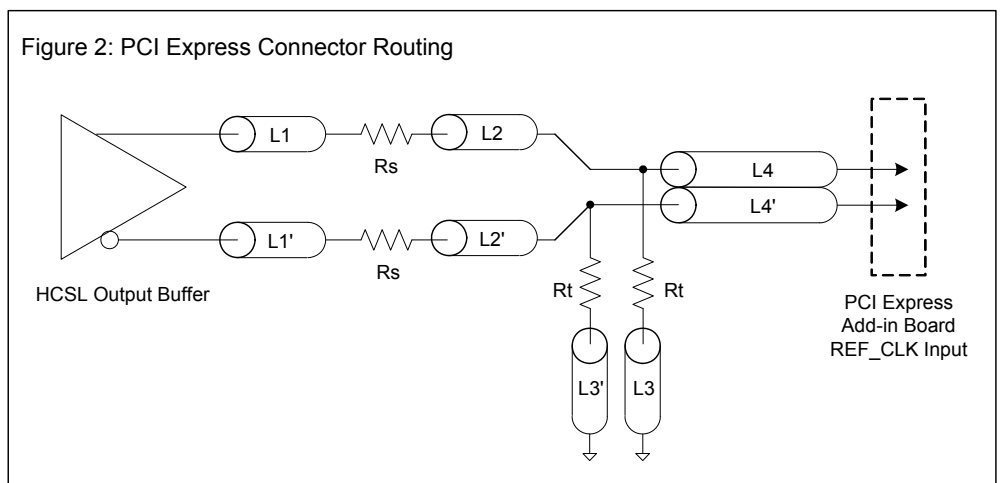 Figure 2: PCI Express Connector Routing
L1
Rs
L2
L4
L4'
L1'
Rs
L2'
HCSL Output Buffer
Rt
Rt
PCI Express
Add-in Board
REF_CLK Input
L3'
L3